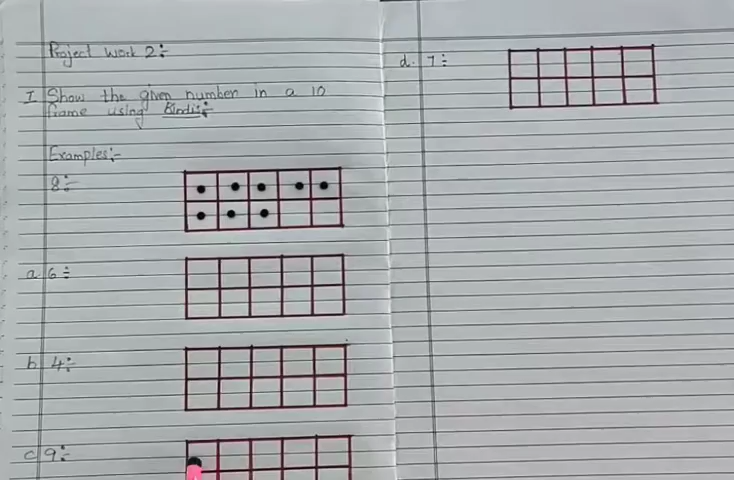 Project work 2:-
I Show the given number in a 10
frame using Bindis:-
Examples:-
8:-
a. 6:-
b. 4:-
c. 9:-
d. 7:-